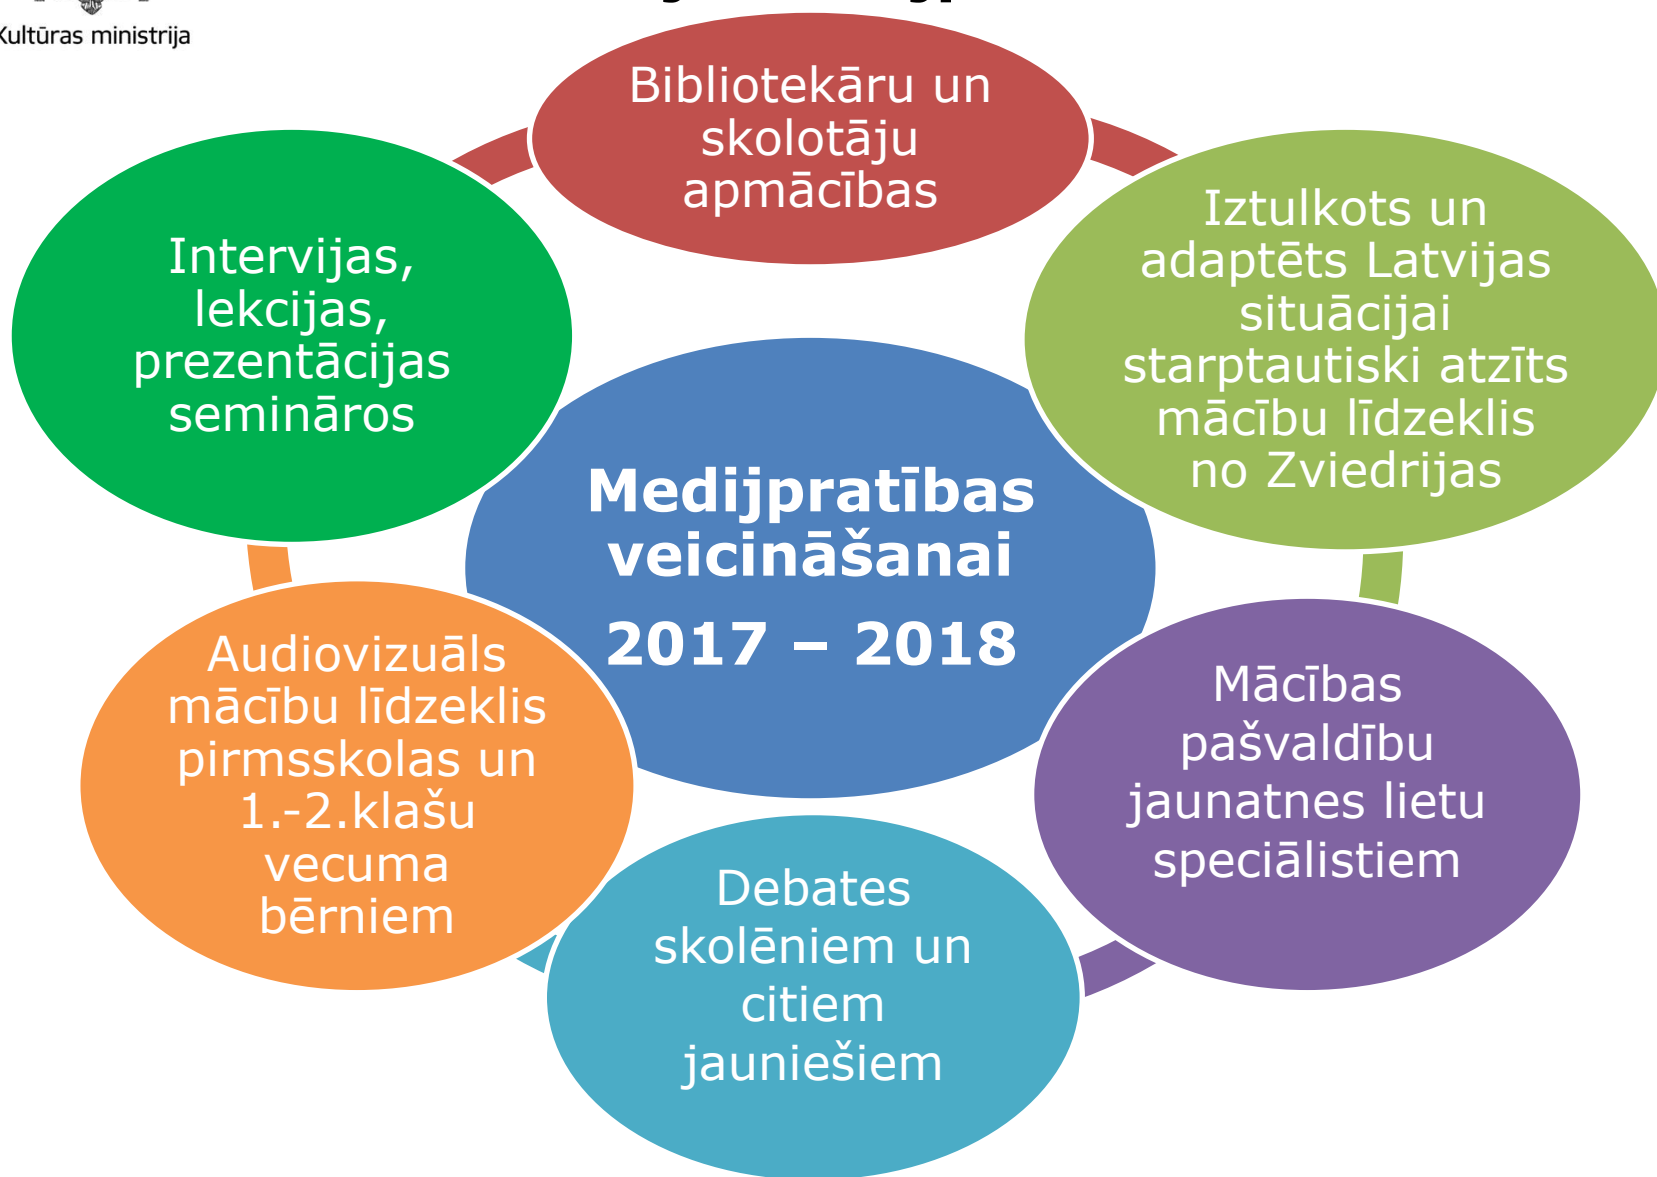 Kultūras ministrija
Bibliotekāru un
skolotāju
apmācības
Iztulkots un
adaptēts Latvijas
situācijai
starptautiski atzīts
mācību līdzeklis
no Zviedrijas
Mācības
pašvaldību
jaunatnes lietu
speciālistiem
Debates
skolēniem un
citiem
jauniešiem
Audiovizuāls
mācību līdzeklis
pirmsskolas un
1.-2.klašu
vecuma
bērniem
Intervijas,
lekcijas,
prezentācijas
semināros
Medijpratības
veicināšanai
2017 – 2018